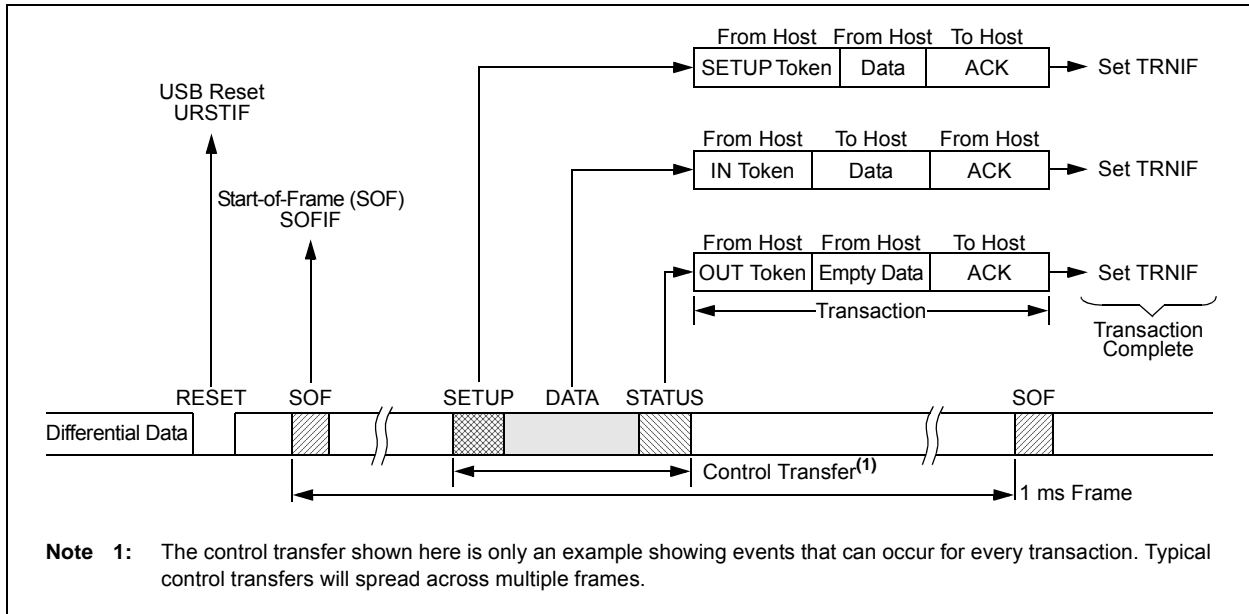 From Host From Host To Host
SETUP Token Data ACK Set TRNIF
USB Reset
URSTIF
From Host To Host From Host
IN Token Data ACK Set TRNIF
Start-of-Frame (SOF)
SOFIF
From Host From Host To Host
OUT Token Empty Data ACK Set TRNIF
Transaction
Transaction
Complete
RESET SOF SETUP DATA STATUS SOF
Differential Data
Control Transfer(1)
1 ms Frame
Note 1: The control transfer shown here is only an example showing events that can occur for every transaction. Typical
control transfers will spread across multiple frames.